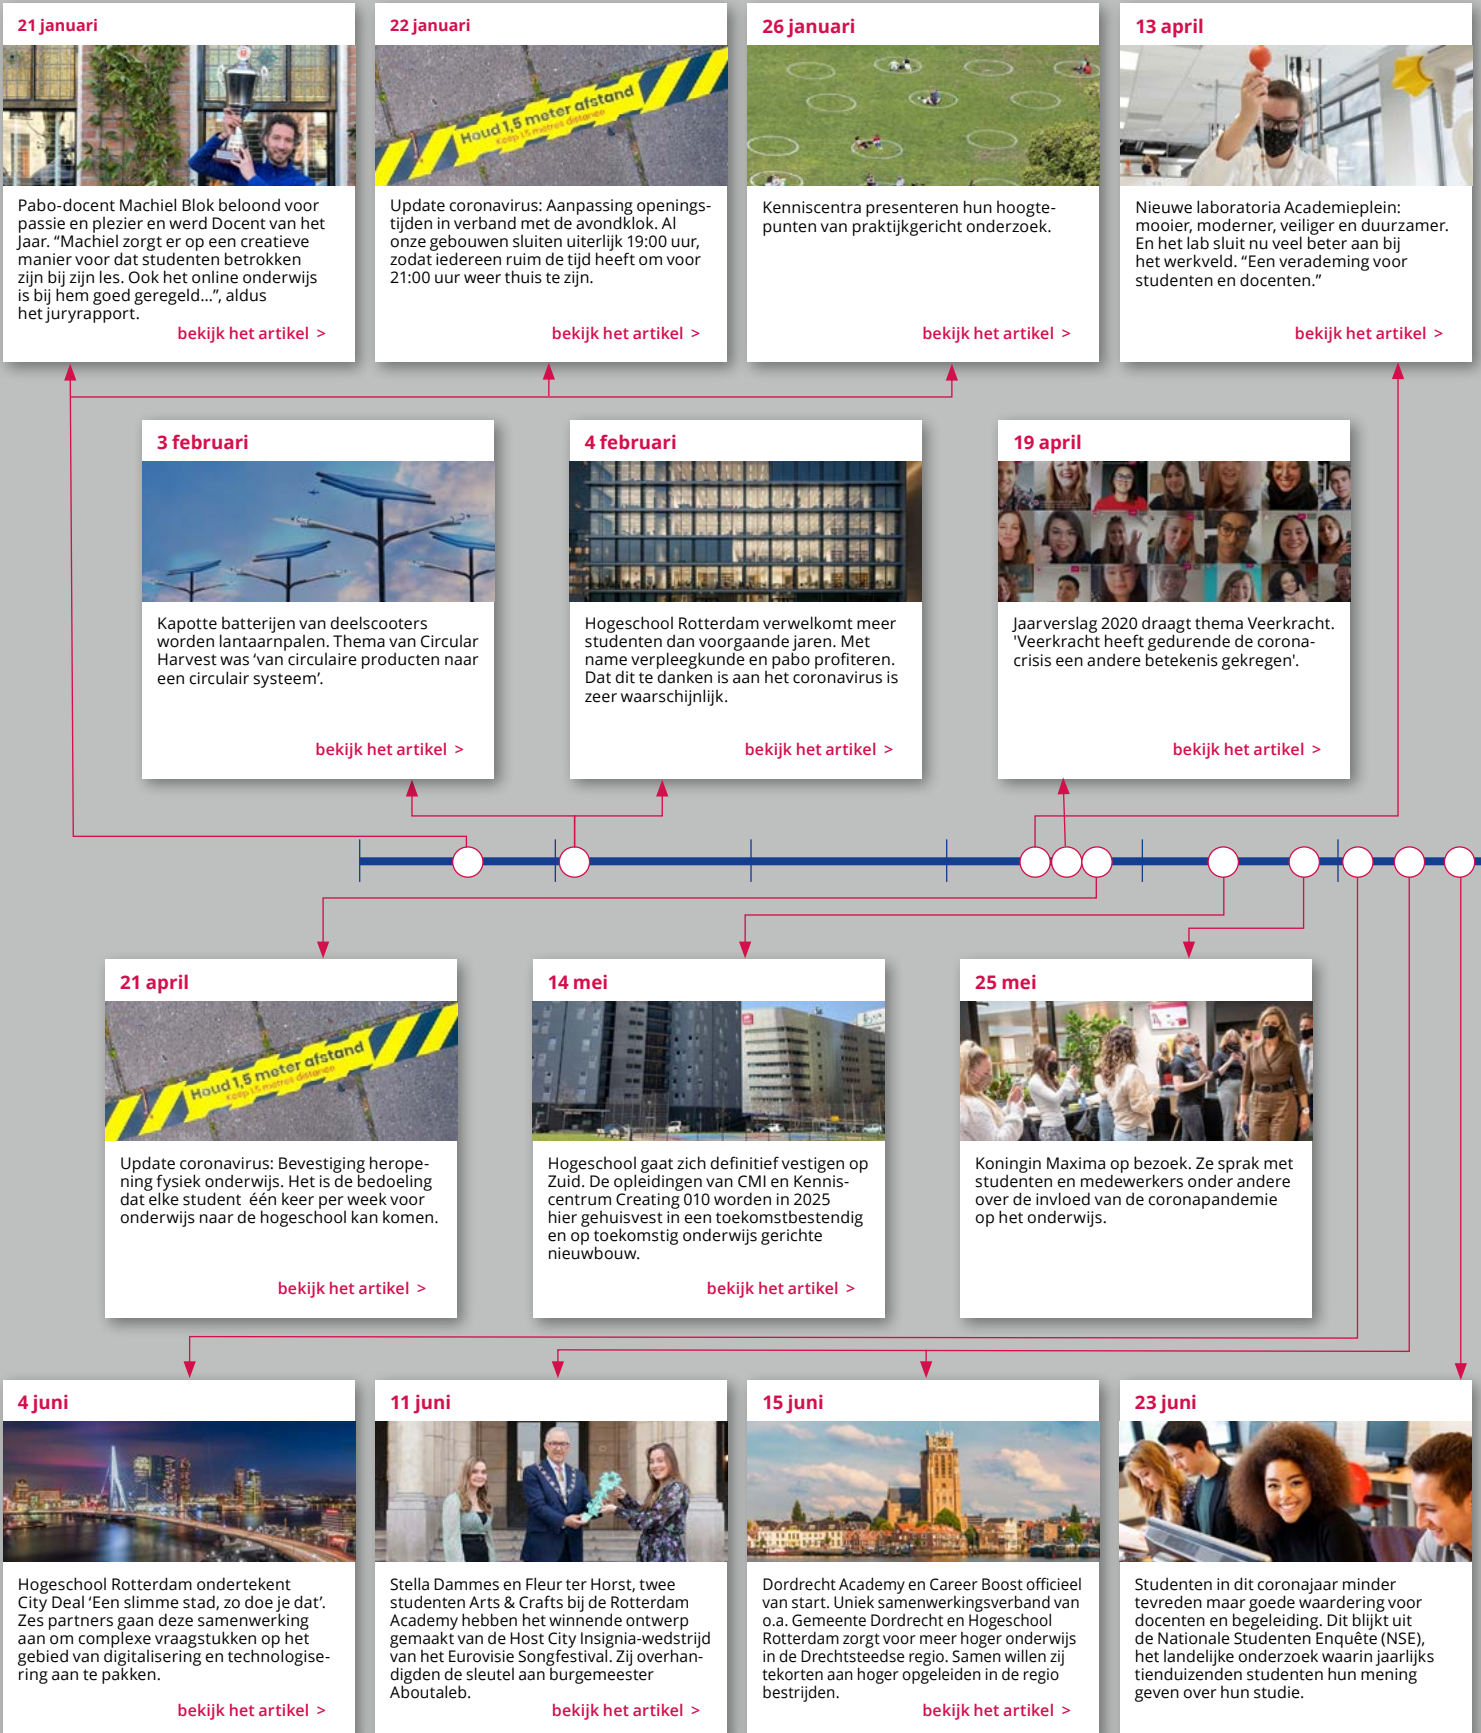 21 januari
Houd 1,5 meter afstand
Keep 1.5 metres distance
Pabo-docent Machiel Blok beloond voor
passie en plezier en werd Docent van het
Jaar. “Machiel zorgt er op een creatieve
manier voor dat studenten betrokken
zijn bij zijn les. Ook het online onderwijs
is bij hem goed geregeld...”, aldus
het juryrapport.
bekijk het artikel >
22 januari
Update coronavirus: Aanpassing openings-
tijden in verband met de avondklok. Al
onze gebouwen sluiten uiterlijk 19:00 uur,
zodat iedereen ruim de tijd heeft om voor
21:00 uur weer thuis te zijn.
bekijk het artikel >
26 januari
Kenniscentra presenteren hun hoogte-
punten van praktijkgericht onderzoek.
bekijk het artikel >
13 april
Nieuwe laboratoria Academieplein:
mooier, moderner, veiliger en duurzamer.
En het lab sluit nu veel beter aan bij
het werkveld. “Een verademing voor
studenten en docenten.”
bekijk het artikel >
3 februari
Kapotte batterijen van deelscooters
worden lantaarnpalen. Thema van Circular
Harvest was ‘van circulaire producten naar
een circulair systeem’.
bekijk het artikel >
4 februari
Hogeschool Rotterdam verwelkomt meer
studenten dan voorgaande jaren. Met
name verpleegkunde en pabo profiteren.
Dat dit te danken is aan het coronavirus is
zeer waarschijnlijk.
bekijk het artikel >
19 april
Jaarverslag 2020 draagt thema Veerkracht.
'Veerkracht heeft gedurende de corona-
crisis een andere betekenis gekregen'.
bekijk het artikel >
21 april
Houd 1,5 meter afstand
Keep 1.5 metres distance
Update coronavirus: Bevestiging herope-
ning fysiek onderwijs. Het is de bedoeling
dat elke student één keer per week voor
onderwijs naar de hogeschool kan komen.
bekijk het artikel >
14 mei
Hogeschool gaat zich definitief vestigen op
Zuid. De opleidingen van CMI en Kennis-
centrum Creating 010 worden in 2025
hier gehuisvest in een toekomstbestendig
en op toekomstig onderwijs gerichte
nieuwbouw.
bekijk het artikel >
25 mei
Koningin Maxima op bezoek. Ze sprak met
studenten en medewerkers onder andere
over de invloed van de coronapandemie
op het onderwijs.
4 juni
Hogeschool Rotterdam ondertekent
City Deal ‘Een slimme stad, zo doe je dat’.
Zes partners gaan deze samenwerking
aan om complexe vraagstukken op het
gebied van digitalisering en technologise-
ring aan te pakken.
bekijk het artikel >
11 juni
Stella Dammes en Fleur ter Horst, twee
studenten Arts & Crafts bij de Rotterdam
Academy hebben het winnende ontwerp
gemaakt van de Host City Insignia-wedstrijd
van het Eurovisie Songfestival. Zij overhan-
digden de sleutel aan burgemeester
Aboutaleb.
bekijk het artikel >
15 juni
Dordrecht Academy en Career Boost officieel
van start. Uniek samenwerkingsverband van
o.a. Gemeente Dordrecht en Hogeschool
Rotterdam zorgt voor meer hoger onderwijs
in de Drechtsteedse regio. Samen willen zij
tekorten aan hoger opgeleiden in de regio
bestrijden.
bekijk het artikel >
23 juni
Studenten in dit coronajaar minder
tevreden maar goede waardering voor
docenten en begeleiding. Dit blijkt uit
de Nationale Studenten Enquête (NSE),
het landelijke onderzoek waarin jaarlijks
tienduizenden studenten hun mening
geven over hun studie.